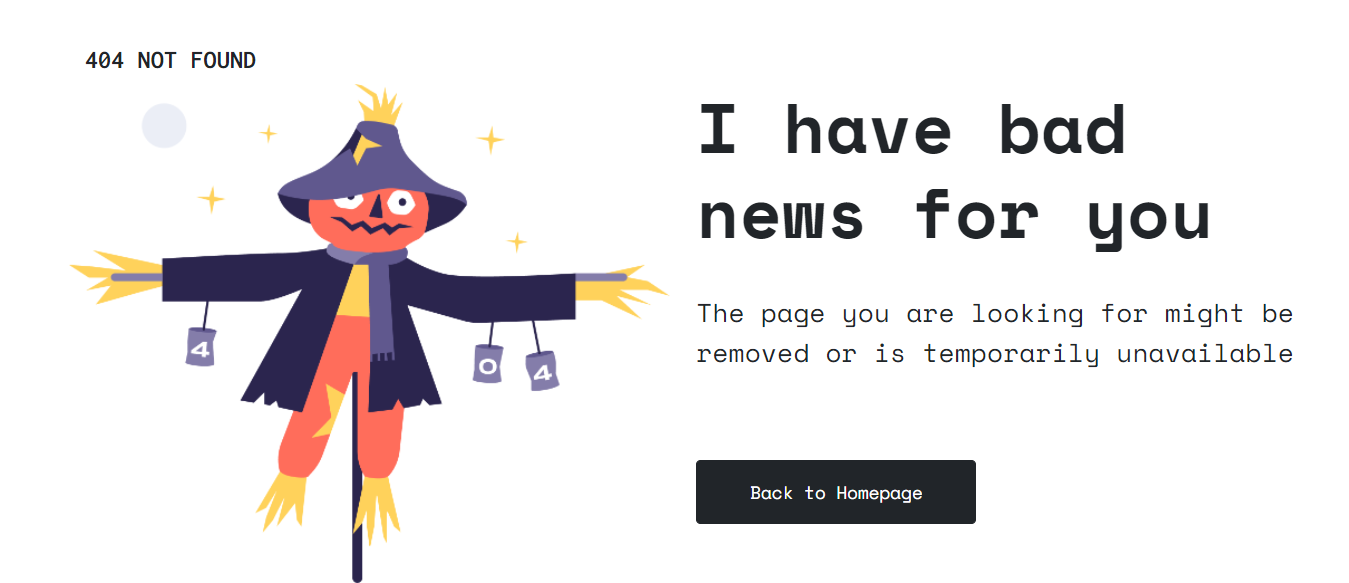 404 NOT FOUND
I have bad
news for you
The page you are looking for might be
removed or is temporarily unavailable
4
0
4
Back to Homepage